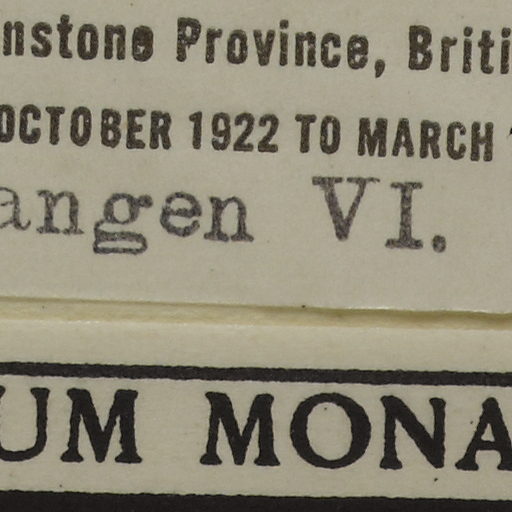 nstone Province, Briti
OCTOBER 1922 TO MARCH
angen VI.
UM MONA